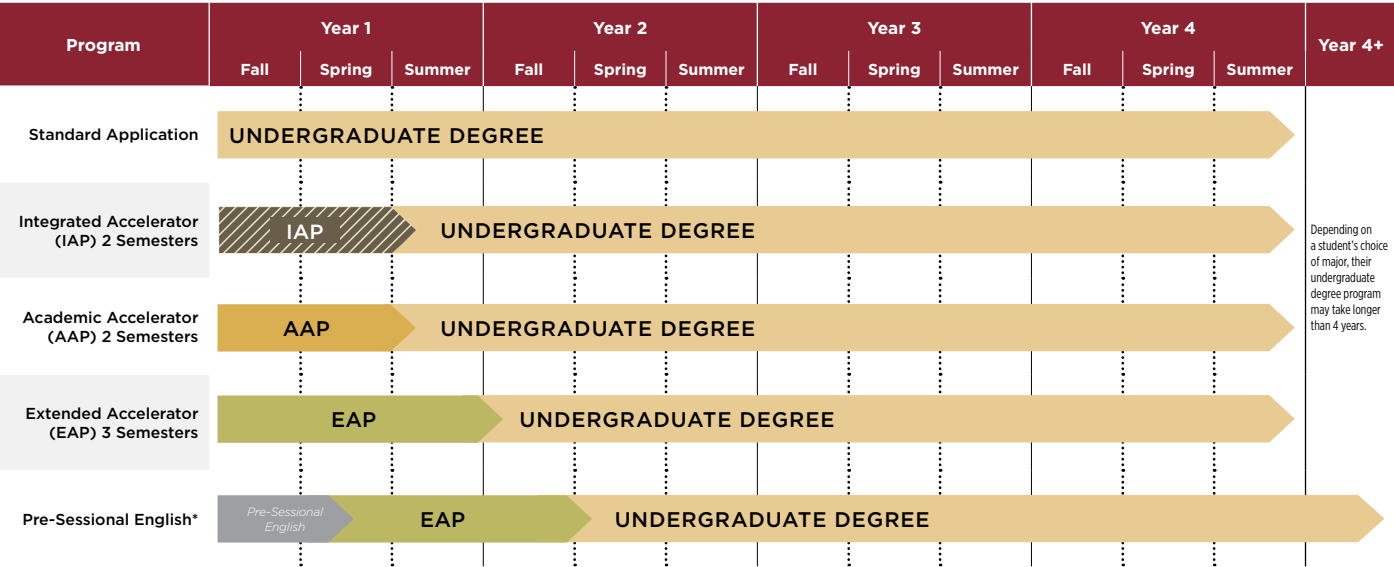 Program
Year 1
Year 2
Year 3
Year 4
Year 4+
Fall
Spring
Summer
Fall
Spring
Summer
Fall
Spring
Summer
Fall
Spring
Summer
Standard Application
UNDERGRADUATE DEGREE
Integrated Accelerator
(IAP) 2 Semesters
IAP
UNDERGRADUATE DEGREE
Academic Accelerator
(AAP) 2 Semesters
AAP
UNDERGRADUATE DEGREE
Extended Accelerator
(EAP) 3 Semesters
EAP
UNDERGRADUATE DEGREE
Pre-Sessional English*
Pre-Sessional
English
EAP
UNDERGRADUATE DEGREE
Depending on
a student's choice
of major, their
undergraduate
degree program
may take longer
than 4 years.